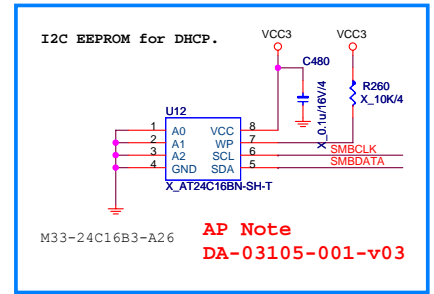 I2C EEPROM for DHCP.
VCC3
VCC3
C480
X_0.1u/16V/4
R260
X_10K/4
U12
1 A0 VCC 8
2 A1 WP 7
3 A2 SCL 6 SMBCLK
4 GND SDA 5 SMBDATA
X_AT24C16BN-SH-T
M33-24C16B3-A26
AP Note
DA-03105-001-v03